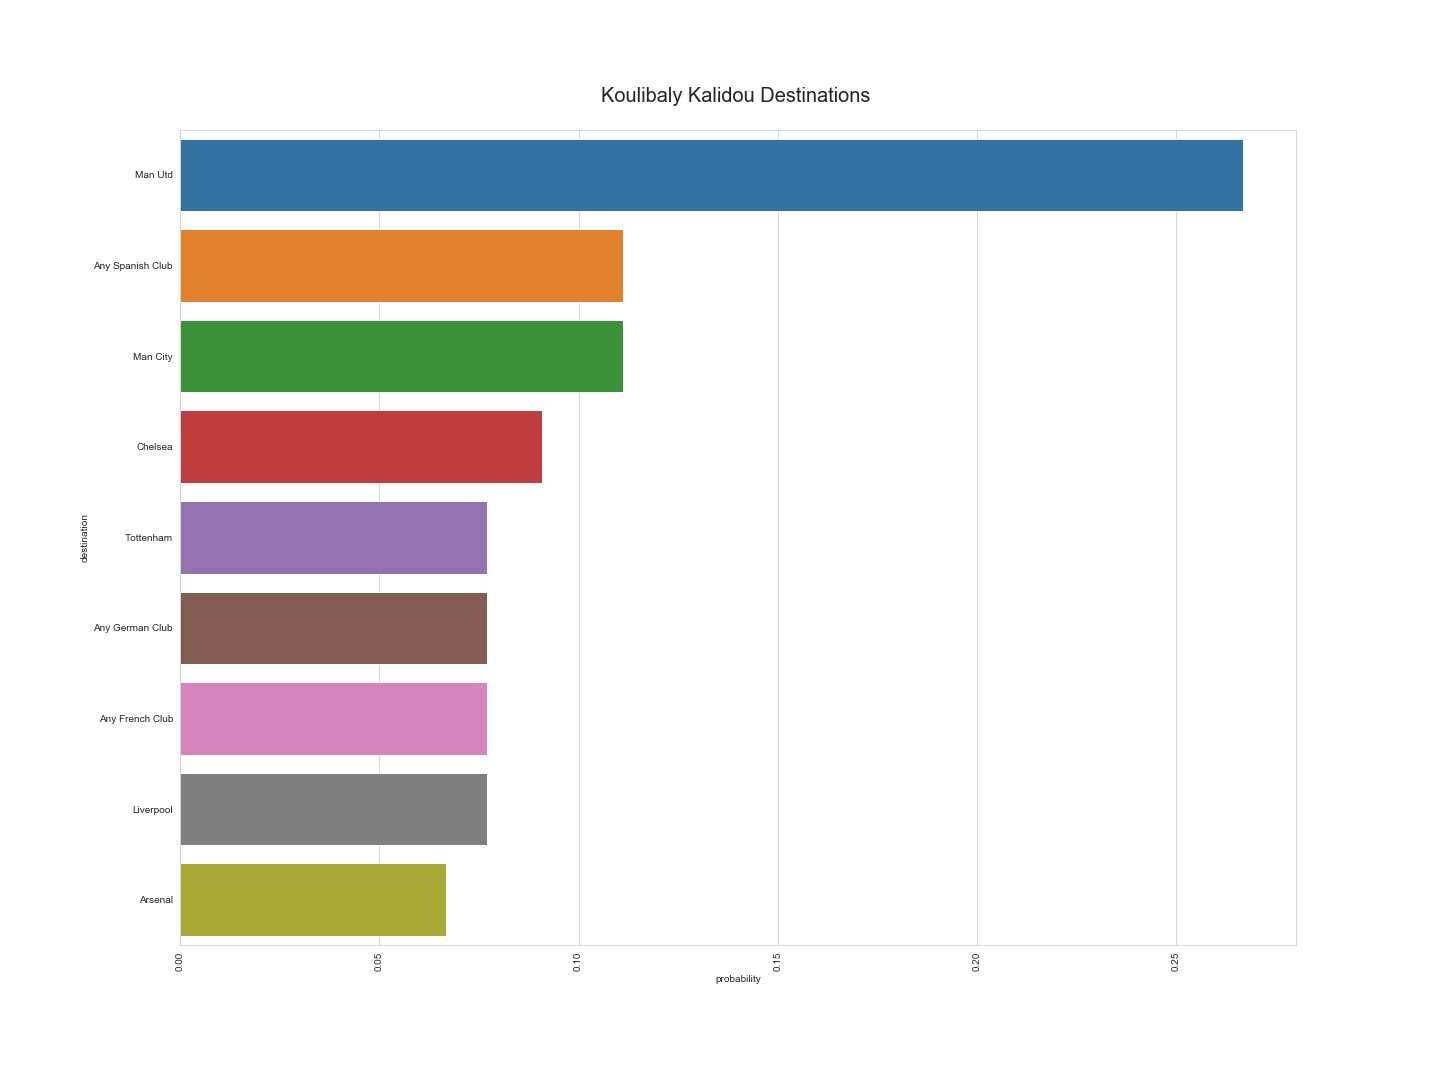 Koulibaly Kalidou Destinations
Man Utd
Any Spanish Club
Man City
Chelsea
Tottenham
Any German Club
Any French Club
Liverpool
Arsenal
destination
0.00 0.05 0.10 0.15 0.20 0.25
probability